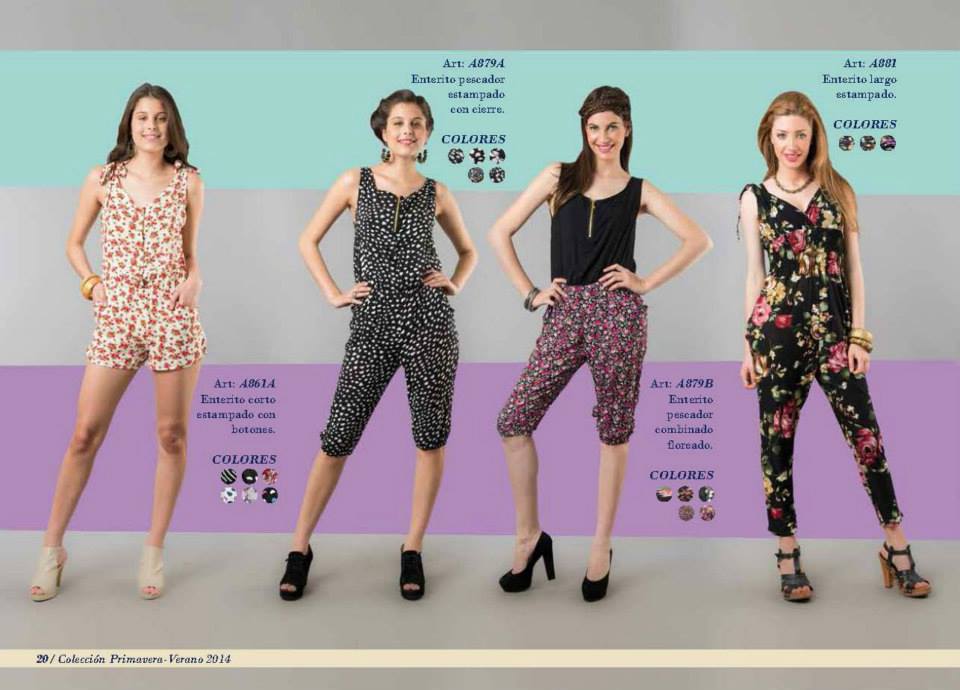 Art: A879A
Enterito pescador
estampado
con cierre.
COLORES
Art: A881
Enterito largo
estampado.
COLORES
Art: A861A
Enterito corto
estampado con
botones.
COLORES
Art: A879B
Enterito
pescador
combinado
floreado.
COLORES
20 / Colección Primavera-Verano 2014